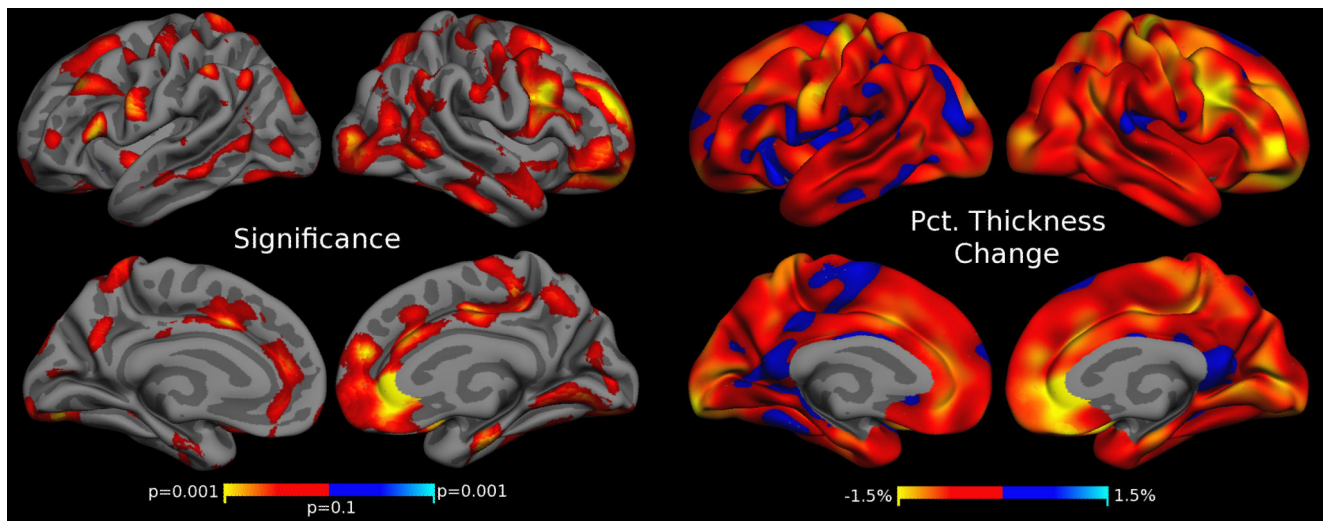 Significance
Pct. Thickness
Change
p=0.001 p=0.001
p=0.1
-1.5% 1.5%